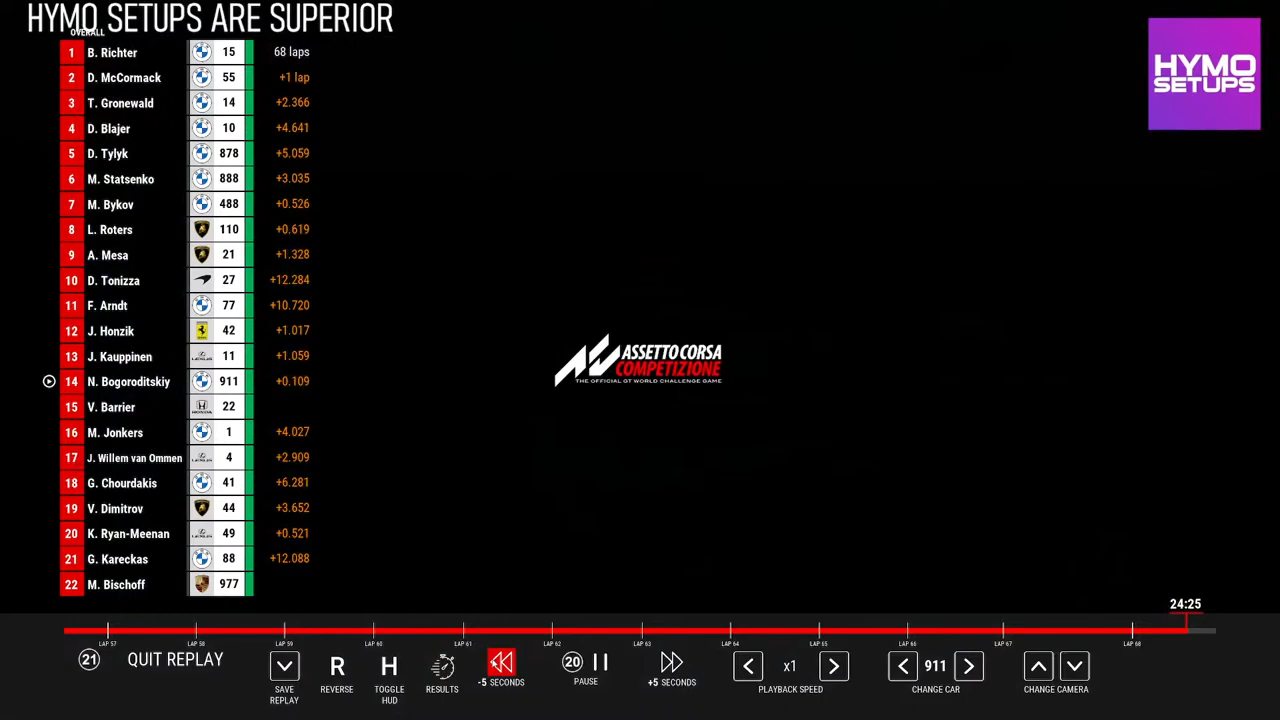 HYMO SETUPS ARE SUPERIOR
OVERALL
HYMO
SETUPS
1 B. Richter 15 68 laps
2 D. McCormack 55 +1 lap
3 T. Gronewald 14 +2.366
4 D. Blajer 10 +4.641
5 D. Tylyk 878 +5.059
6 M. Statsenko 888 +3.035
7 M. Bykov 488 +0.526
8 L. Roters 110 +0.619
9 A. Mesa 21 +1.328
10 D. Tonizza 27 +12.284
11 F. Arndt 77 +10.720
12 J. Honzik 42 +1.017
13 J. Kauppinen LEXUS 11 +1.059
14 N. Bogoroditskiy 911 +0.109
15 V. Barrier HONDA 22
16 M. Jonkers 1 +4.027
17 J. Willem van Ommen LEXUS 4 +2.909
18 G. Chourdakis 41 +6.281
19 V. Dimitrov 44 +3.652
20 K. Ryan-Meenan LEXUS 49 +0.521
21 G. Kareckas 88 +12.088
22 M. Bischoff 977
ASSETTO CORSA
COMPETIZIONE
THE OFFICIAL GT WORLD CHALLENGE GAME
24:25
LAP 57 LAP 58 LAP 59 LAP 60 LAP 61 LAP 62 LAP 63 LAP 64 LAP 65 LAP 66 LAP 67 LAP 68
21 QUIT REPLAY
SAVE REPLAY
R REVERSE
H TOGGLE HUD
RESULTS
-5 SECONDS
20 PAUSE
+5 SECONDS
x1
PLAYBACK SPEED
911
CHANGE CAR
CHANGE CAMERA